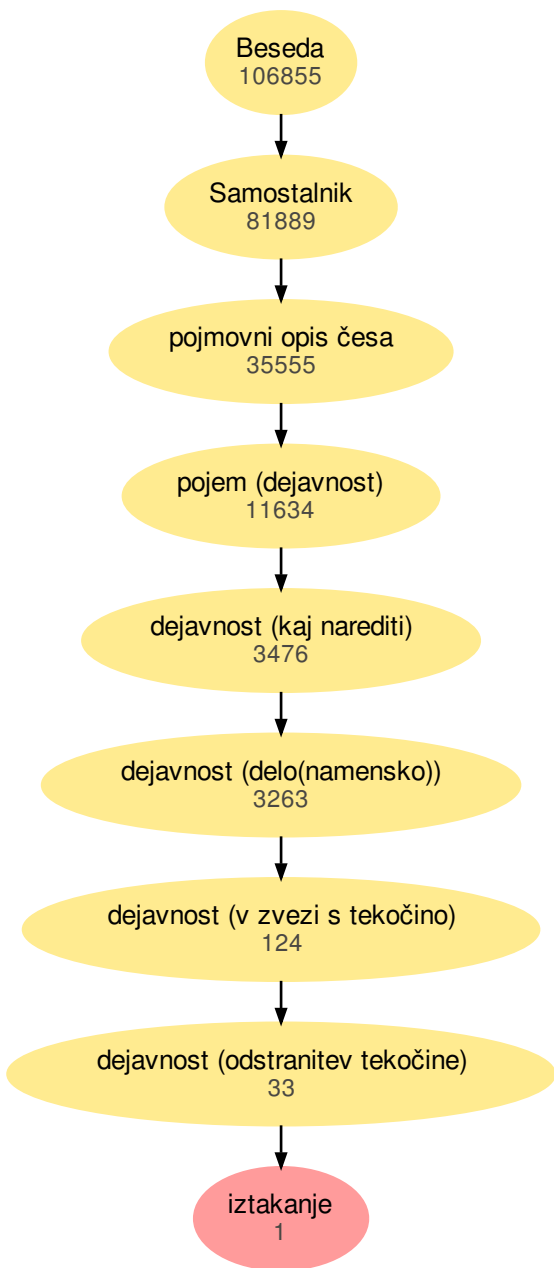 Beseda
106855
Samostalnik
81889
pojmovni opis česa
35555
pojem (dejavnost)
11634
dejavnost (kaj narediti)
3476
dejavnost (delo(namensko))
3263
dejavnost (v zvezi s tekočino)
124
dejavnost (odstranitev tekočine)
33
iztakanje
1